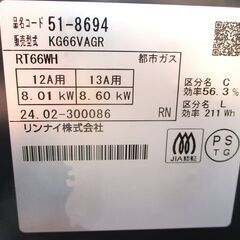 品名コード 51-8694
販売型式 KG66VAGR
RT66WH 都市ガス
12A用 13A用
8.01 kW 8.60 kW
区分名 C
効率56.3 %
区分名 L
効率 211 Wh
24.02-300086 RN
リンナイ株式会社
JIA認証
PS
TG